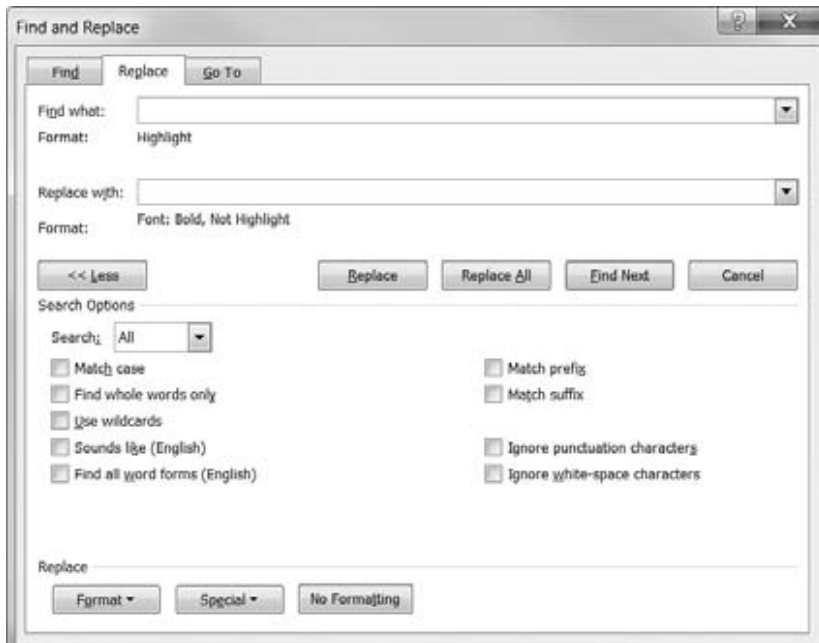 Find and Replace
Find Replace Go To
Find what:
Format: Highlight
Replace with:
Format: Font: Bold, Not Highlight
<< Less Replace Replace All Find Next Cancel
Search Options
Search: All
Match case Match prefix
Find whole words only Match suffix
Use wildcards
Sounds like (English) Ignore punctuation characters
Find all word forms (English) Ignore white-space characters
Replace
Format Special No Formatting